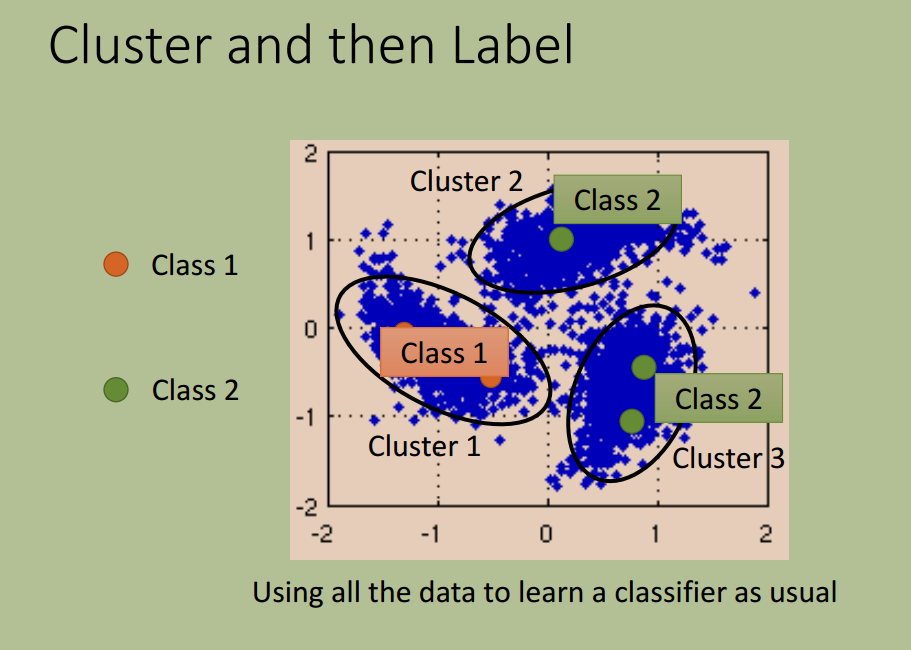 Cluster and then Label
2
Cluster 2
Class 2
1
Class 1
0
Class 1
Class 2
Class 2
-1
Cluster 1
Cluster 3
-2
-2 -1 0 1 2
Using all the data to learn a classifier as usual